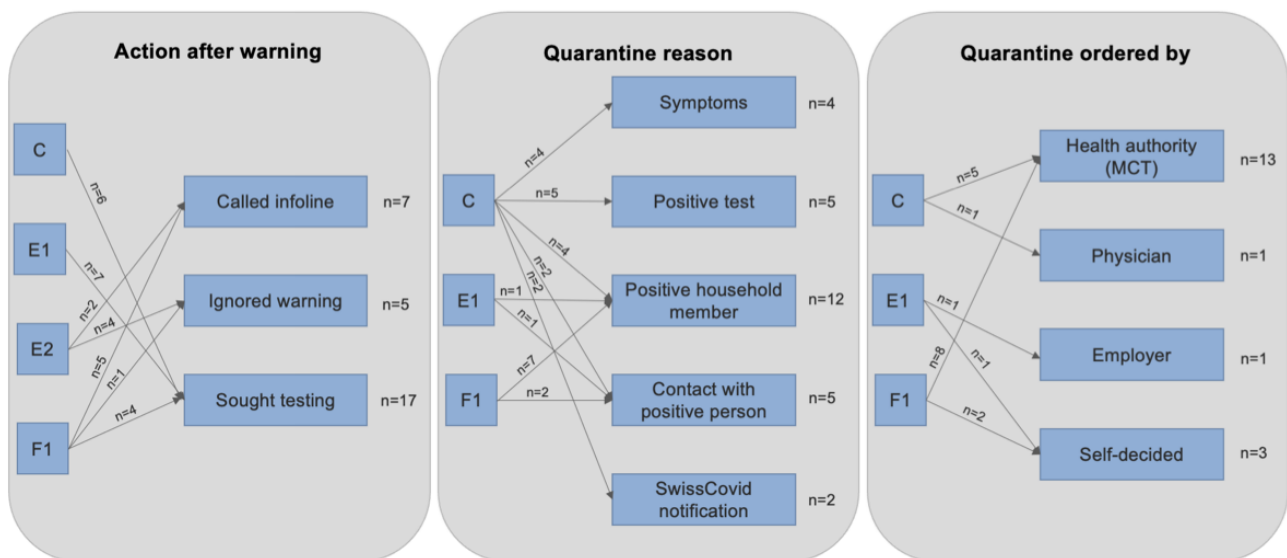 Action after warning
C
E1
E2
F1
n=6
n=7
n=2
n=4
n=5
n=1
n=4
Called infoline
n=7
Ignored warning
n=5
Sought testing
n=17
Quarantine reason
C
E1
F1
n=4
n=5
n=4
n=2
n=2
n=1
n=1
n=7
n=2
Symptoms
n=4
Positive test
n=5
Positive household
member
n=12
Contact with
positive person
n=5
SwissCovid
notification
n=2
Quarantine ordered by
C
E1
F1
n=5
n=1
n=1
n=1
n=8
n=2
Health authority
(MCT)
n=13
Physician
n=1
Employer
n=1
Self-decided
n=3